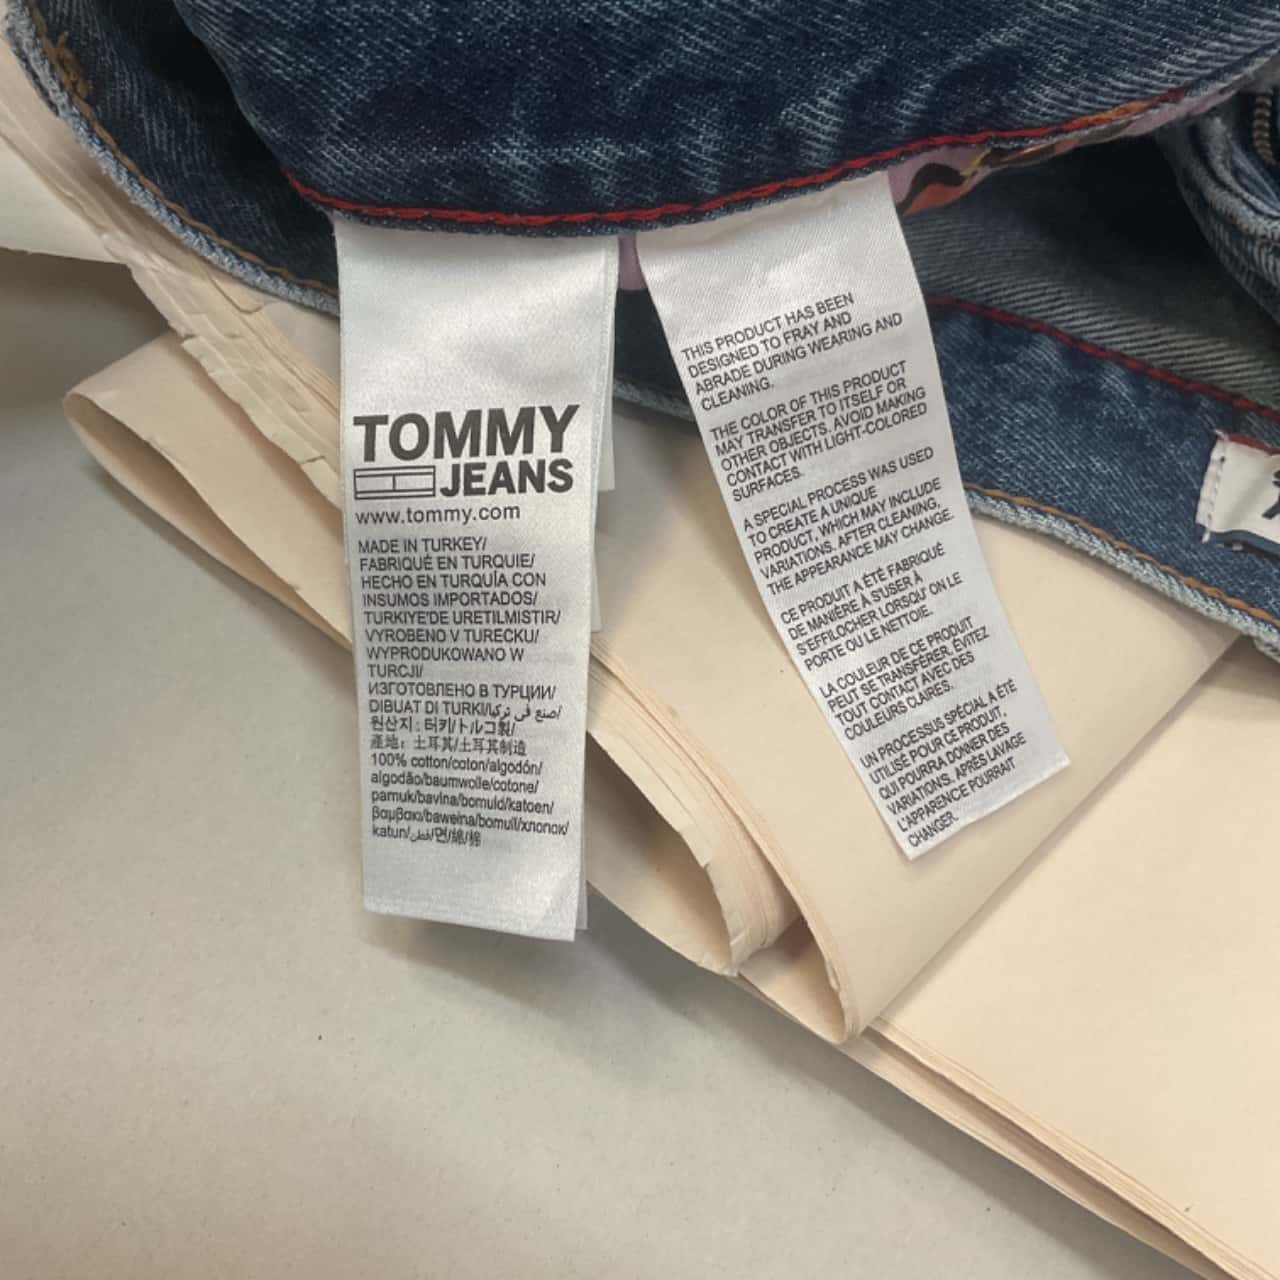 TOMMY
JEANS
www.tommy.com
MADE IN TURKEY/
FABRIQUÉ EN TURQUIE/
HECHO EN TURQUÍA CON
INSUMOS IMPORTADOS/
TURKIYE'DE URETILMISTIR/
VYROBENO V TURECKU/
WYPRODUKOWANO W
TURCJI/
ИЗГОТОВЛЕНО В ТУРЦИИ/
DIBUAT DI TURKI/صنع في تركيا/
원산지 : 터키/トルコ製/
產地：土耳其/土耳其制造
100% cotton/coton/algodón/
algodão/baumwolle/cotone/
pamuk/bavlna/bomuld/katoen/
βαμβακι/bawełna/bomull/хлопок/
katun/قطن/면/綿/棉
THIS PRODUCT HAS BEEN
DESIGNED TO FRAY AND
ABRADE DURING WEARING AND
CLEANING.
THE COLOR OF THIS PRODUCT
MAY TRANSFER TO ITSELF OR
OTHER OBJECTS. AVOID MAKING
CONTACT WITH LIGHT-COLORED
SURFACES.
A SPECIAL PROCESS WAS USED
TO CREATE A UNIQUE
PRODUCT, WHICH MAY INCLUDE
VARIATIONS. AFTER CLEANING,
THE APPEARANCE MAY CHANGE.
CE PRODUIT A ÉTÉ FABRIQUÉ
DE MANIÈRE À S'USER À
S'EFFILOCHER LORSQU' ON LE
PORTE OU LE NETTOIE.
LA COULEUR DE CE PRODUIT
PEUT SE TRANSFÉRER. ÉVITEZ
TOUT CONTACT AVEC DES
COULEURS CLAIRES.
UN PROCESSUS SPÉCIAL A ÉTÉ
UTILISÉ POUR CE PRODUIT,
QUI POURRA DONNER DES
VARIATIONS. APRÈS LAVAGE
L'APPARENCE POURRAIT
CHANGER.